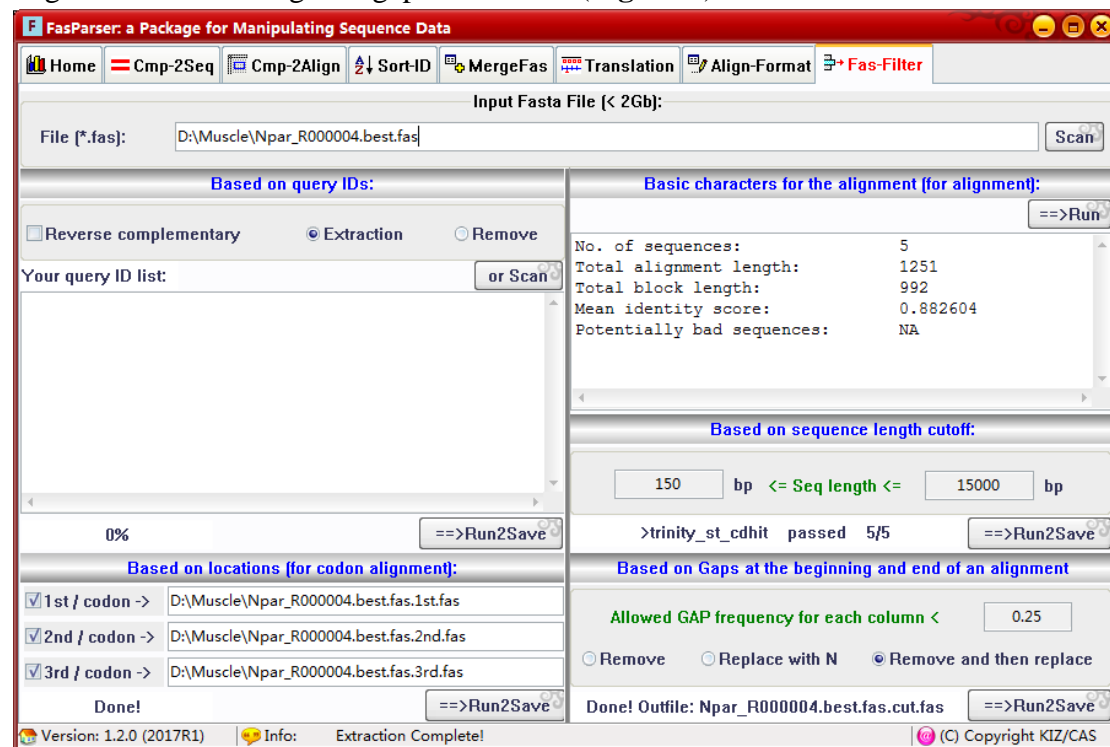 FasParser: a Package for Manipulating Sequence Data
Home Cmp-2Seq Cmp-2Align Sort-ID MergeFas Translation Align-Format Fas-Filter
Input Fasta File (< 2Gb):
File (*.fas): D:\Muscle\Npar_R000004.best.fas Scan
Based on query IDs:
Reverse complementary Extraction Remove
Your query ID list: or Scan
0% ==>Run2Save
Based on locations (for codon alignment):
1st / codon -> D:\Muscle\Npar_R000004.best.fas.1st.fas
2nd / codon -> D:\Muscle\Npar_R000004.best.fas.2nd.fas
3rd / codon -> D:\Muscle\Npar_R000004.best.fas.3rd.fas
Done! ==>Run2Save
Basic characters for the alignment (for alignment):
==>Run
No. of sequences: 5
Total alignment length: 1251
Total block length: 992
Mean identity score: 0.882604
Potentially bad sequences: NA
Based on sequence length cutoff:
150 bp <= Seq length <= 15000 bp
>trinity_st_cdhit passed 5/5 ==>Run2Save
Based on Gaps at the beginning and end of an alignment
Allowed GAP frequency for each column < 0.25
Remove Replace with N Remove and then replace
Done! Outfile: Npar_R000004.best.fas.cut.fas ==>Run2Save
Version: 1.2.0 (2017R1) Info: Extraction Complete! (C) Copyright KIZ/CAS